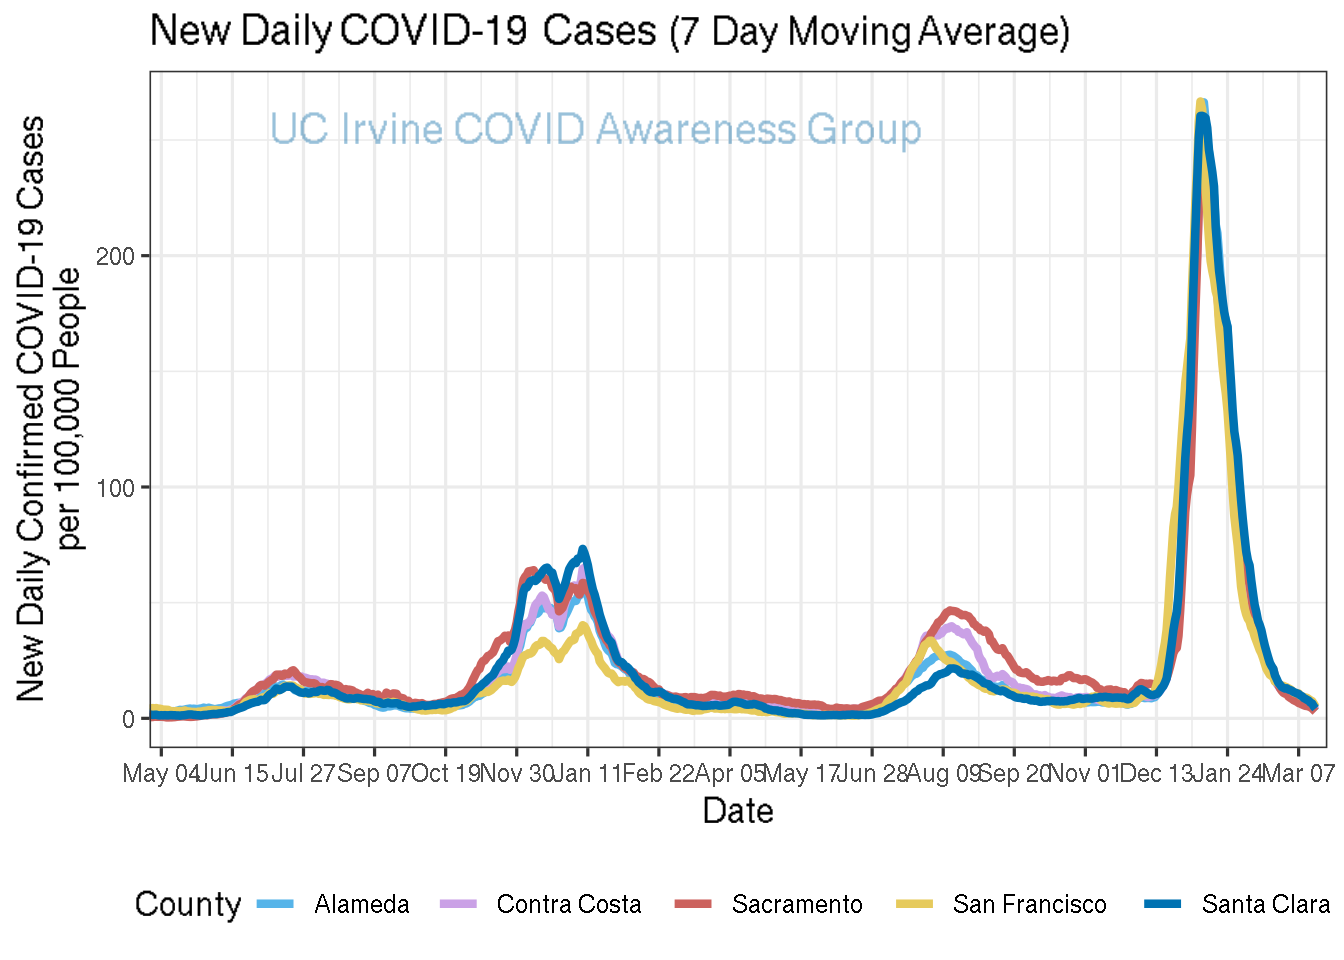 New Daily COVID-19 Cases (7 Day Moving Average)
UC Irvine COVID Awareness Group
New Daily Confirmed COVID-19 Cases
per 100,000 People
200
100
0
May 04 Jun 15 Jul 27 Sep 07 Oct 19 Nov 30 Jan 11 Feb 22 Apr 05 May 17 Jun 28 Aug 09 Sep 20 Nov 01 Dec 13 Jan 24 Mar 07
Date
County Alameda Contra Costa Sacramento San Francisco Santa Clara